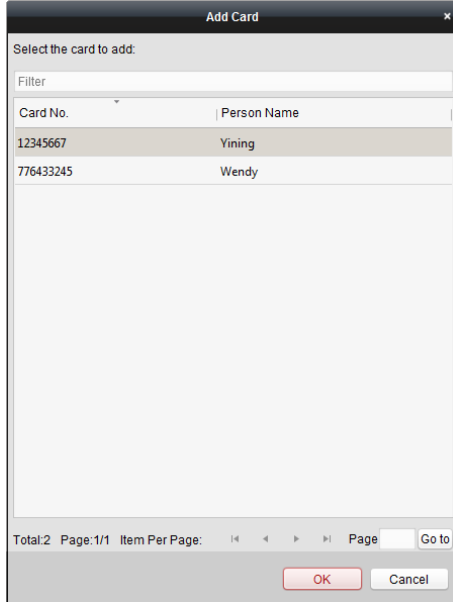 Add Card ×
Select the card to add:
Filter
Card No. Person Name
12345667 Yining
776433245 Wendy
Total:2 Page:1/1 Item Per Page: Page Go to
OK Cancel